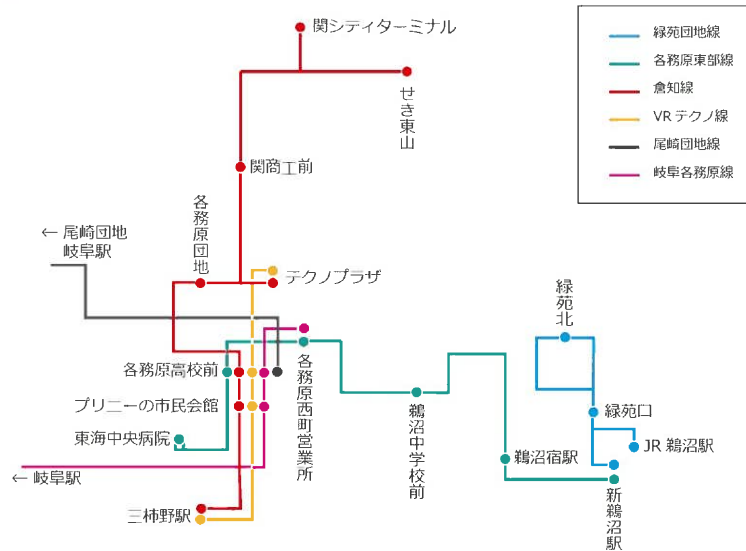 関シティターミナル
せき東山
関商工前
各務原団地
テクノプラザ
← 尾崎団地
岐阜駅
各務原高校前
プリニーの市民会館
各務原西町営業所
東海中央病院
← 岐阜駅
三柿野駅
鵜沼中学校前
鵜沼宿駅
緑苑北
緑苑口
JR 鵜沼駅
新鵜沼駅
緑苑団地線
各務原東部線
倉知線
VR テクノ線
尾崎団地線
岐阜各務原線